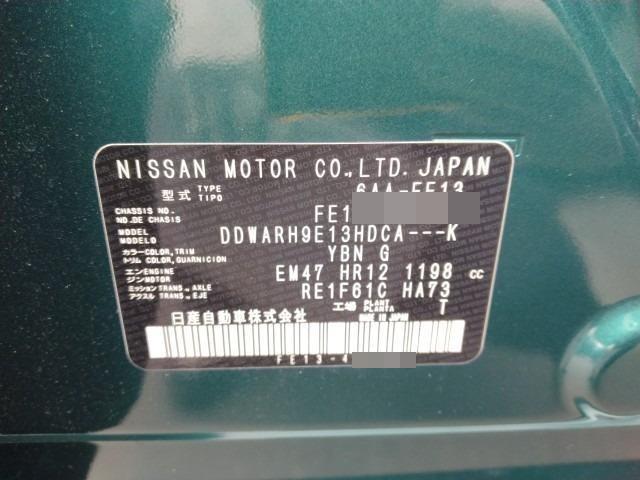 NISSAN MOTOR CO.,LTD. JAPAN
型式 TYPE TIPO 6AA-FE13
CHASSIS NO. NO.DE CHASIS FE1
MODEL MODELO DDWARH9E13HDCA---K
カラー COLOR, TRIM トリム COLOR, GUARNICION YBN G
エンジン ENGINE MOTOR EM47 HR12 1198 cc
ミッション TRANS., AXLE アクスル TRANS., EJE RE1F61C HA73
工場 PLANT PLANTA T
日産自動車株式会社 MADE IN JAPAN
FE13-4